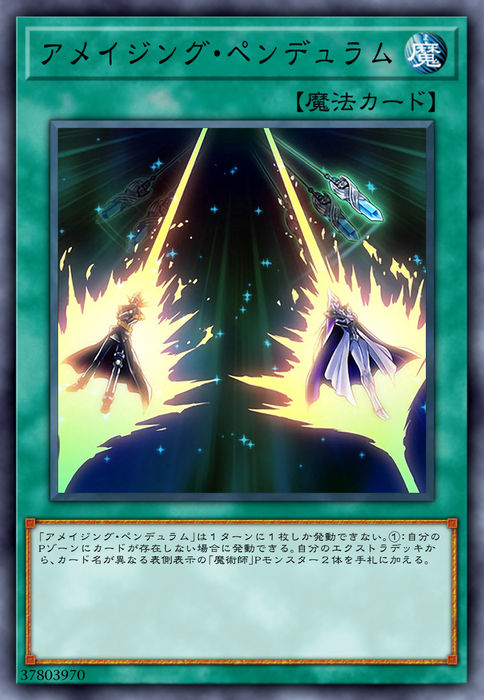 アメイジング・ペンデュラム 魔
【魔法カード】
「アメイジング・ペンデュラム」は１ターンに１枚しか発動できない。①：自分の
Pゾーンにカードが存在しない場合に発動できる。自分のエクストラデッキか
ら、カード名が異なる表側表示の「魔術師」Pモンスター２体を手札に加える。
37803970